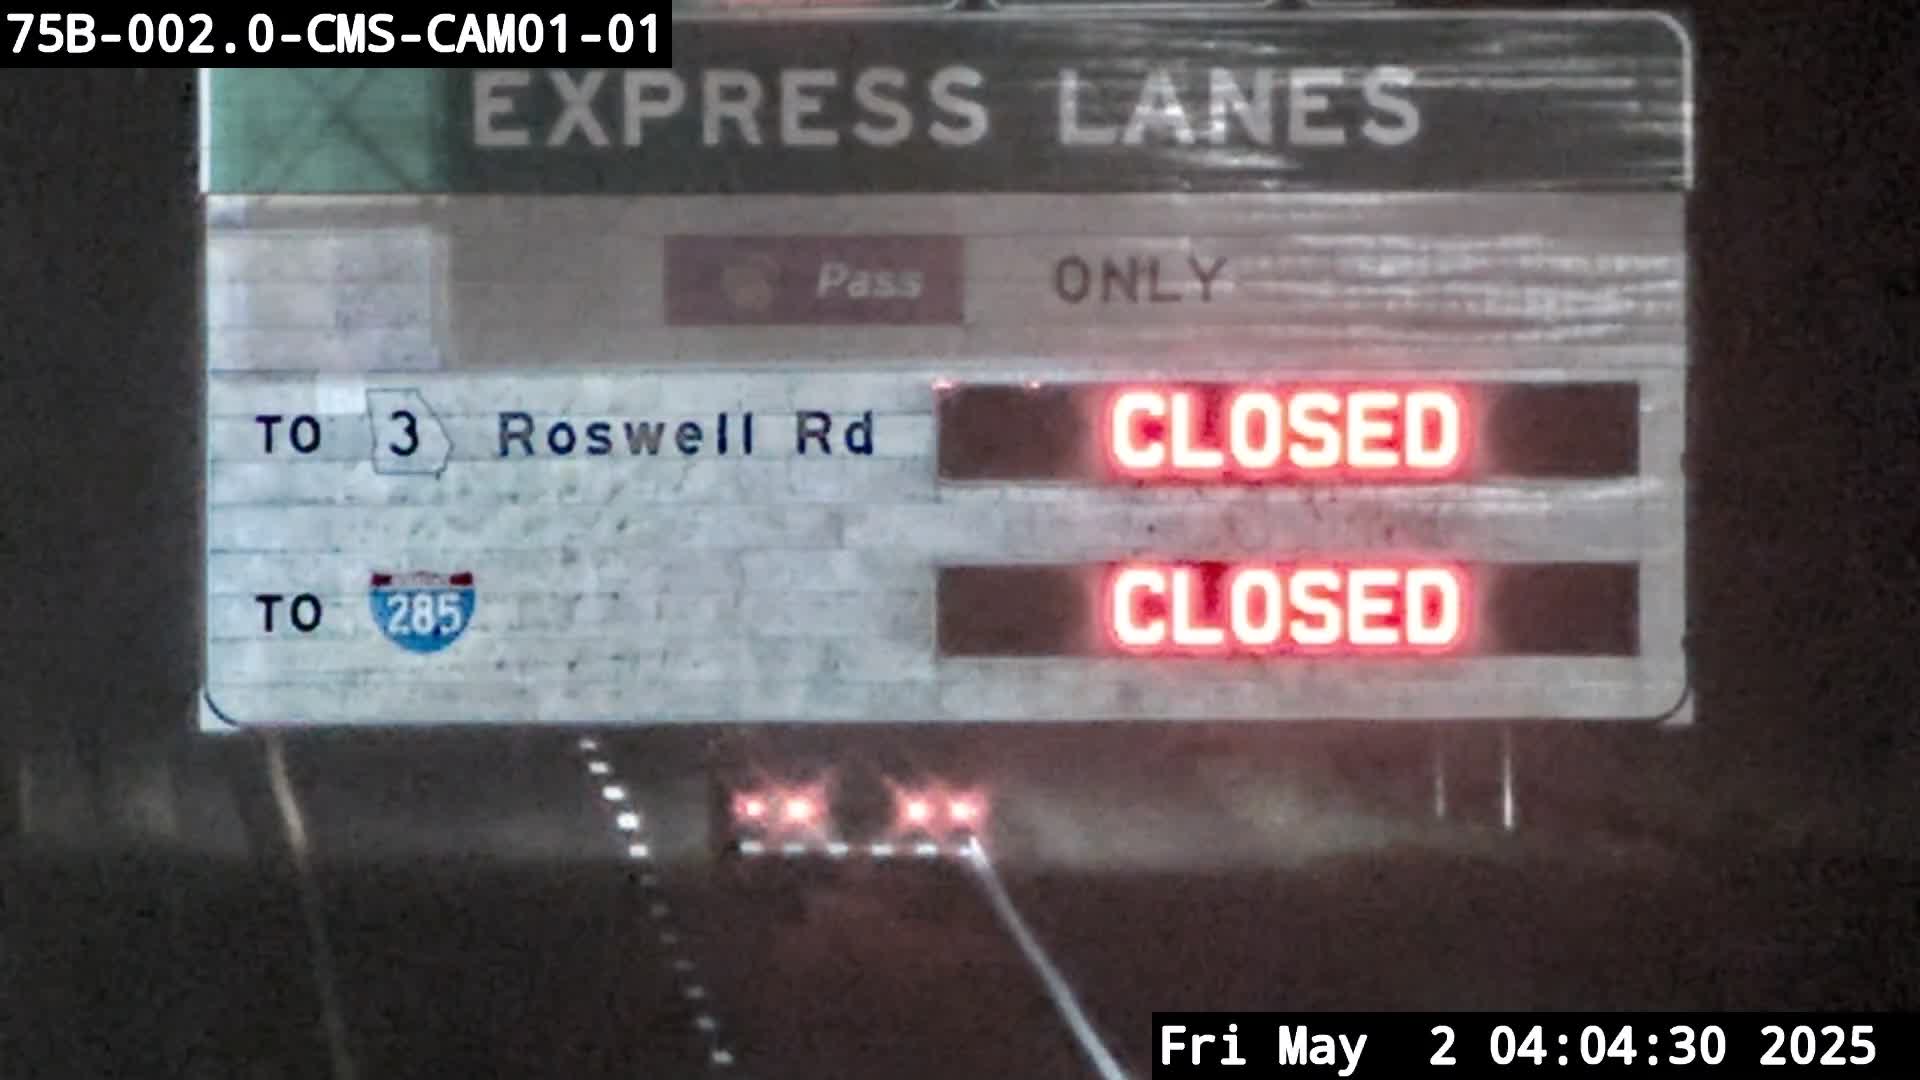 75B-002.0-CMS-CAM01-01
EXPRESS LANES
Pass ONLY
TO 3 Roswell Rd CLOSED
TO 285 CLOSED
Fri May 2 04:04:30 2025